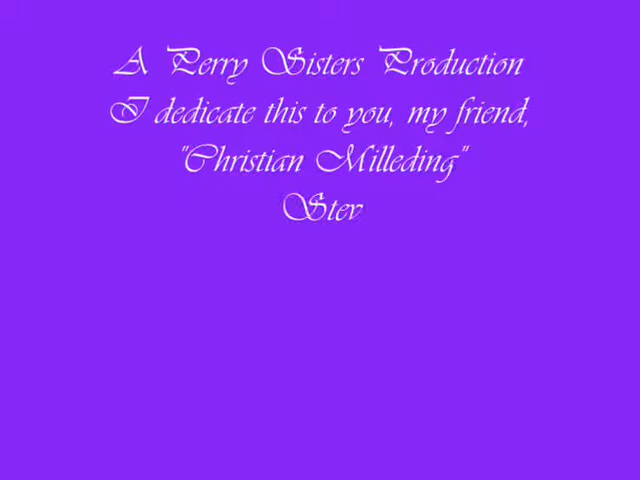 A Perry Sisters Production
I dedicate this to you, my friend,
"Christian Milleding"
Stev